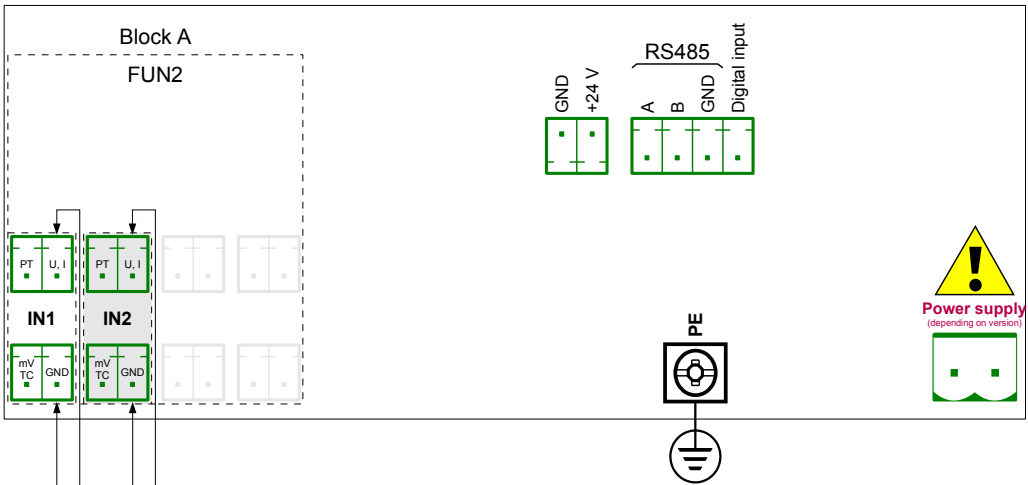 Block A
FUN2
RS485
GND
+24 V
A
B
GND
Digital input
PT
U, I
PT
U, I
IN1
IN2
mV
TC
GND
mV
TC
GND
PE
Power supply
(depending on version)